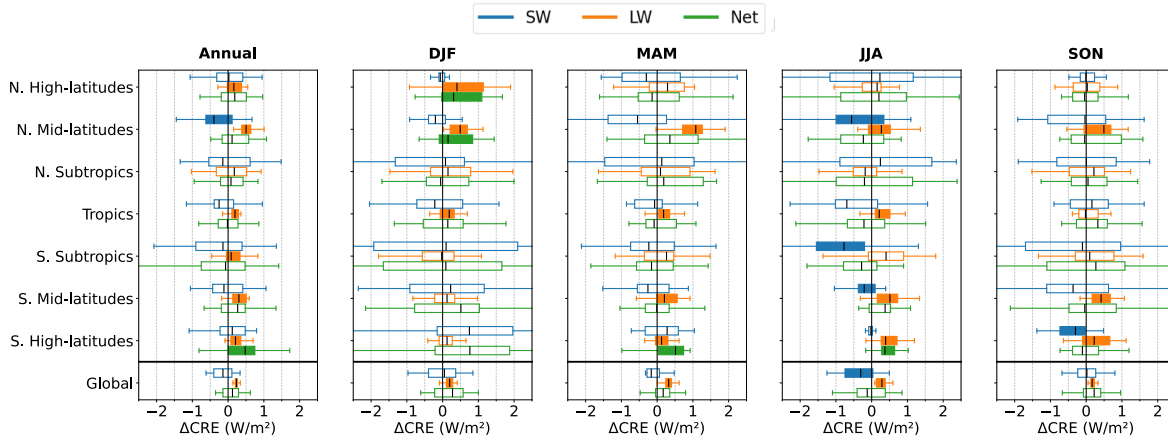 SW LW Net
Annual DJF MAM JJA SON
N. High-latitudes
N. Mid-latitudes
N. Subtropics
Tropics
S. Subtropics
S. Mid-latitudes
S. High-latitudes
Global
−2 −1 0 1 2 −2 −1 0 1 2 −2 −1 0 1 2 −2 −1 0 1 2 −2 −1 0 1 2
ΔCRE (W/m²) ΔCRE (W/m²) ΔCRE (W/m²) ΔCRE (W/m²) ΔCRE (W/m²)